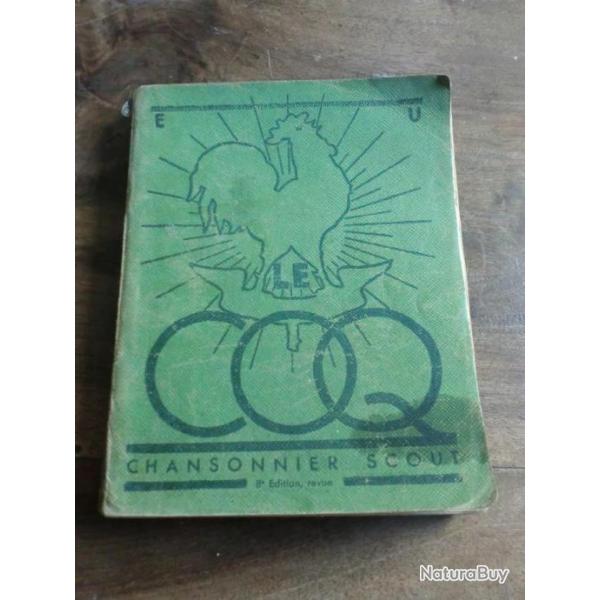 E U
LE
COQ
CHANSONNIER SCOUT
8e Edition, revue
NaturaBuy